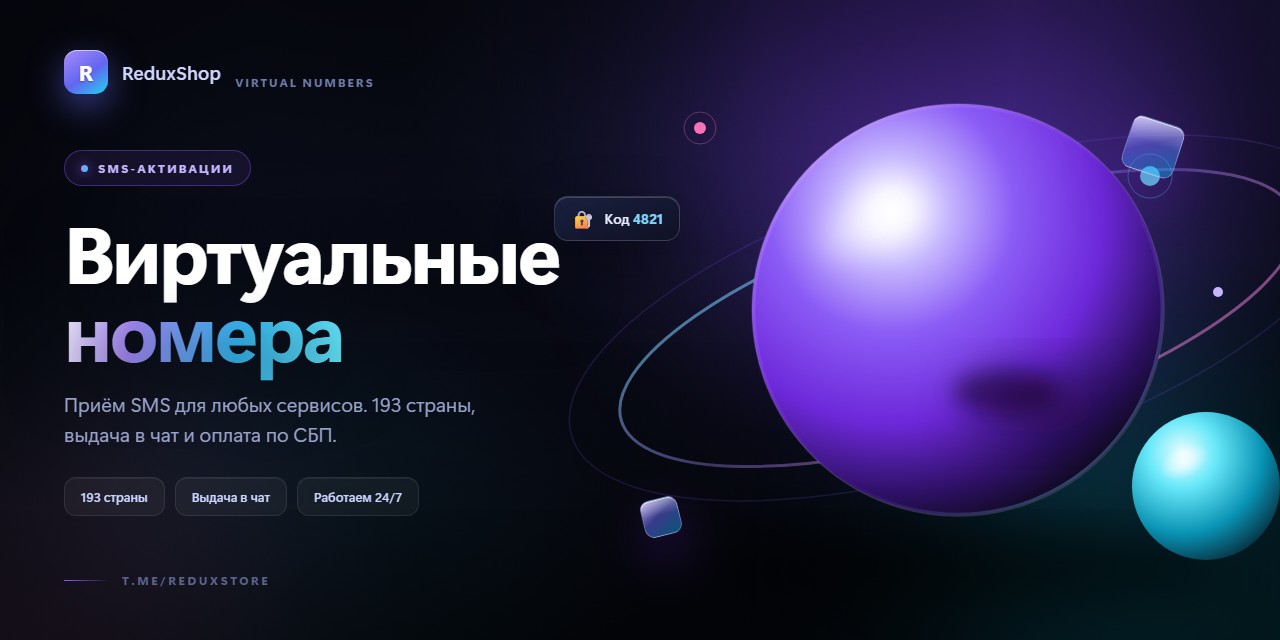 R
ReduxShop
VIRTUAL NUMBERS
SMS-АКТИВАЦИИ
Код 4821
Виртуальные
номера
Приём SMS для любых сервисов. 193 страны,
выдача в чат и оплата по СБП.
193 страны
Выдача в чат
Работаем 24/7
T.ME/REDUXSTORE